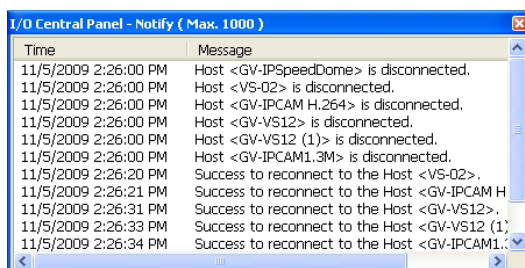 I/O Central Panel - Notify ( Max. 1000 )
Time Message
11/5/2009 2:26:00 PM Host <GV-IPSpeedDome> is disconnected.
11/5/2009 2:26:00 PM Host <VS-02> is disconnected.
11/5/2009 2:26:00 PM Host <GV-IPCAM H.264> is disconnected.
11/5/2009 2:26:00 PM Host <GV-VS12> is disconnected.
11/5/2009 2:26:00 PM Host <GV-VS12 (1)> is disconnected.
11/5/2009 2:26:00 PM Host <GV-IPCAM1.3M> is disconnected.
11/5/2009 2:26:20 PM Success to reconnect to the Host <VS-02>.
11/5/2009 2:26:21 PM Success to reconnect to the Host <GV-IPCAM H
11/5/2009 2:26:31 PM Success to reconnect to the Host <GV-VS12>.
11/5/2009 2:26:33 PM Success to reconnect to the Host <GV-VS12 (1)
11/5/2009 2:26:34 PM Success to reconnect to the Host <GV-IPCAM1.: